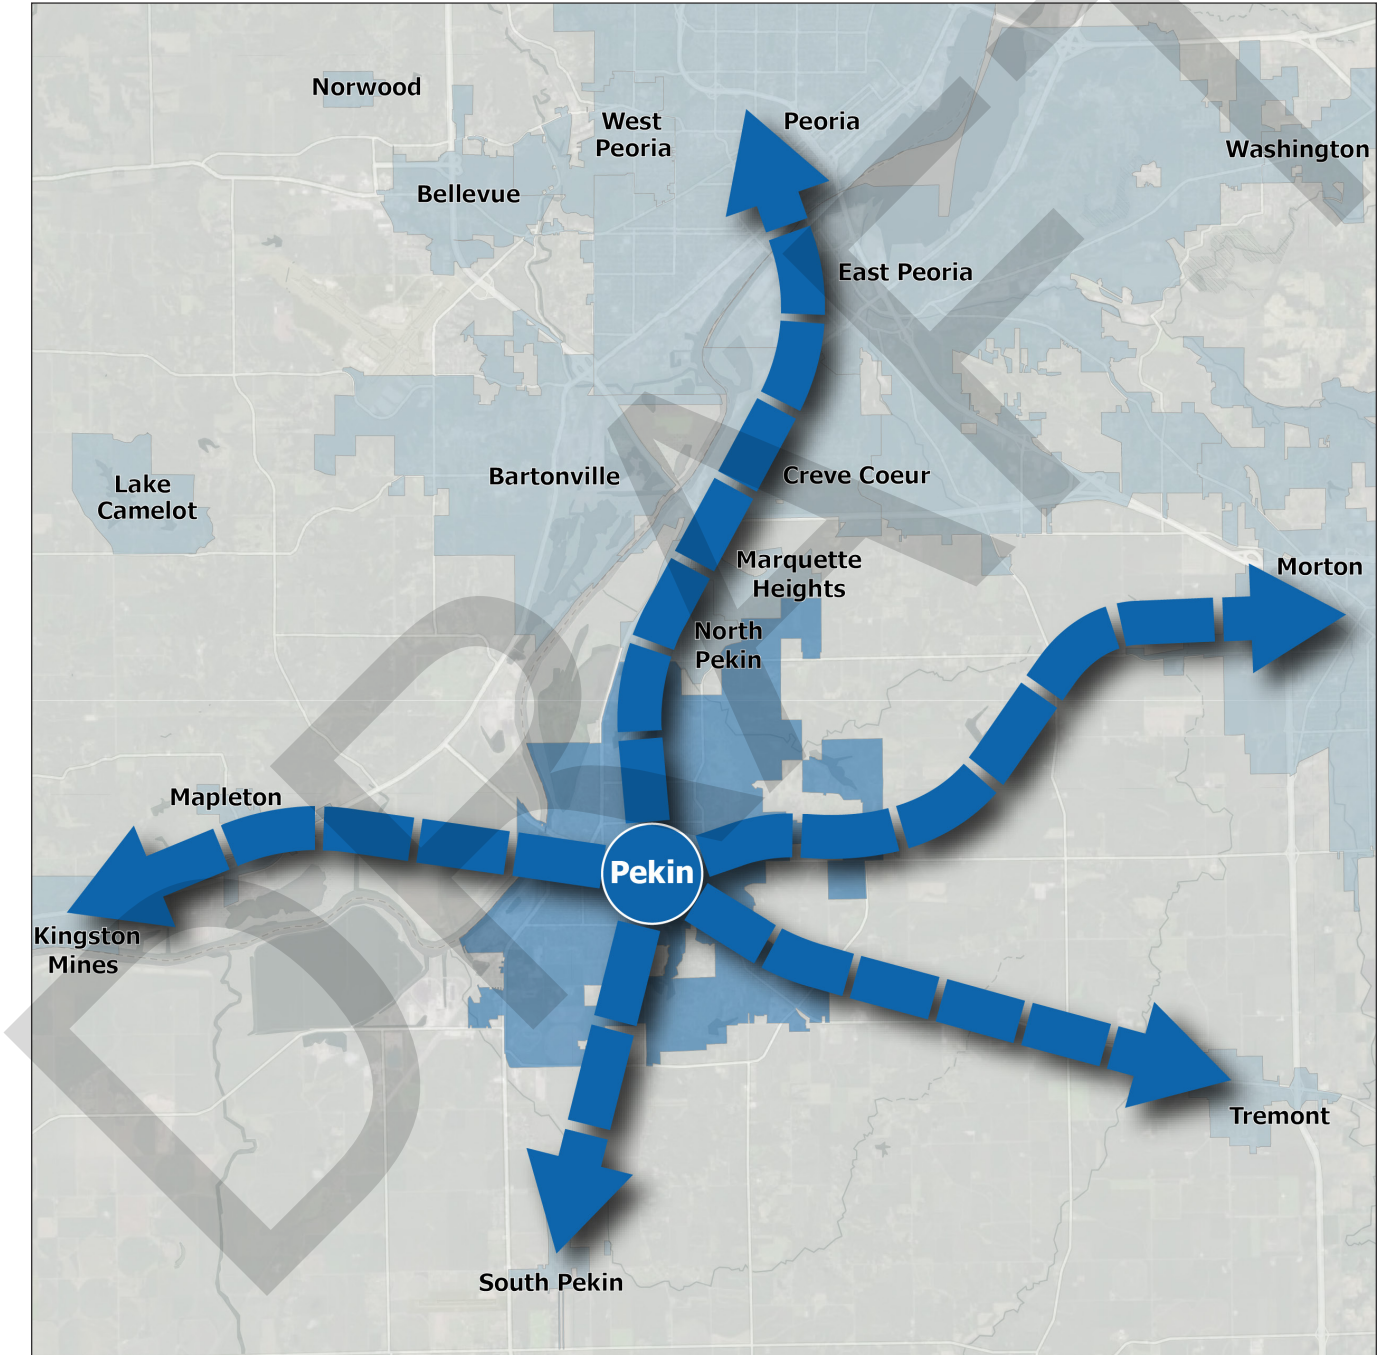 Norwood
West
Peoria
Peoria
Washington
Bellevue
East Peoria
Lake
Camelot
Bartonville
Creve Coeur
Marquette
Heights
Morton
North
Pekin
Mapleton
Pekin
Kingston
Mines
Tremont
South Pekin
DRAFT